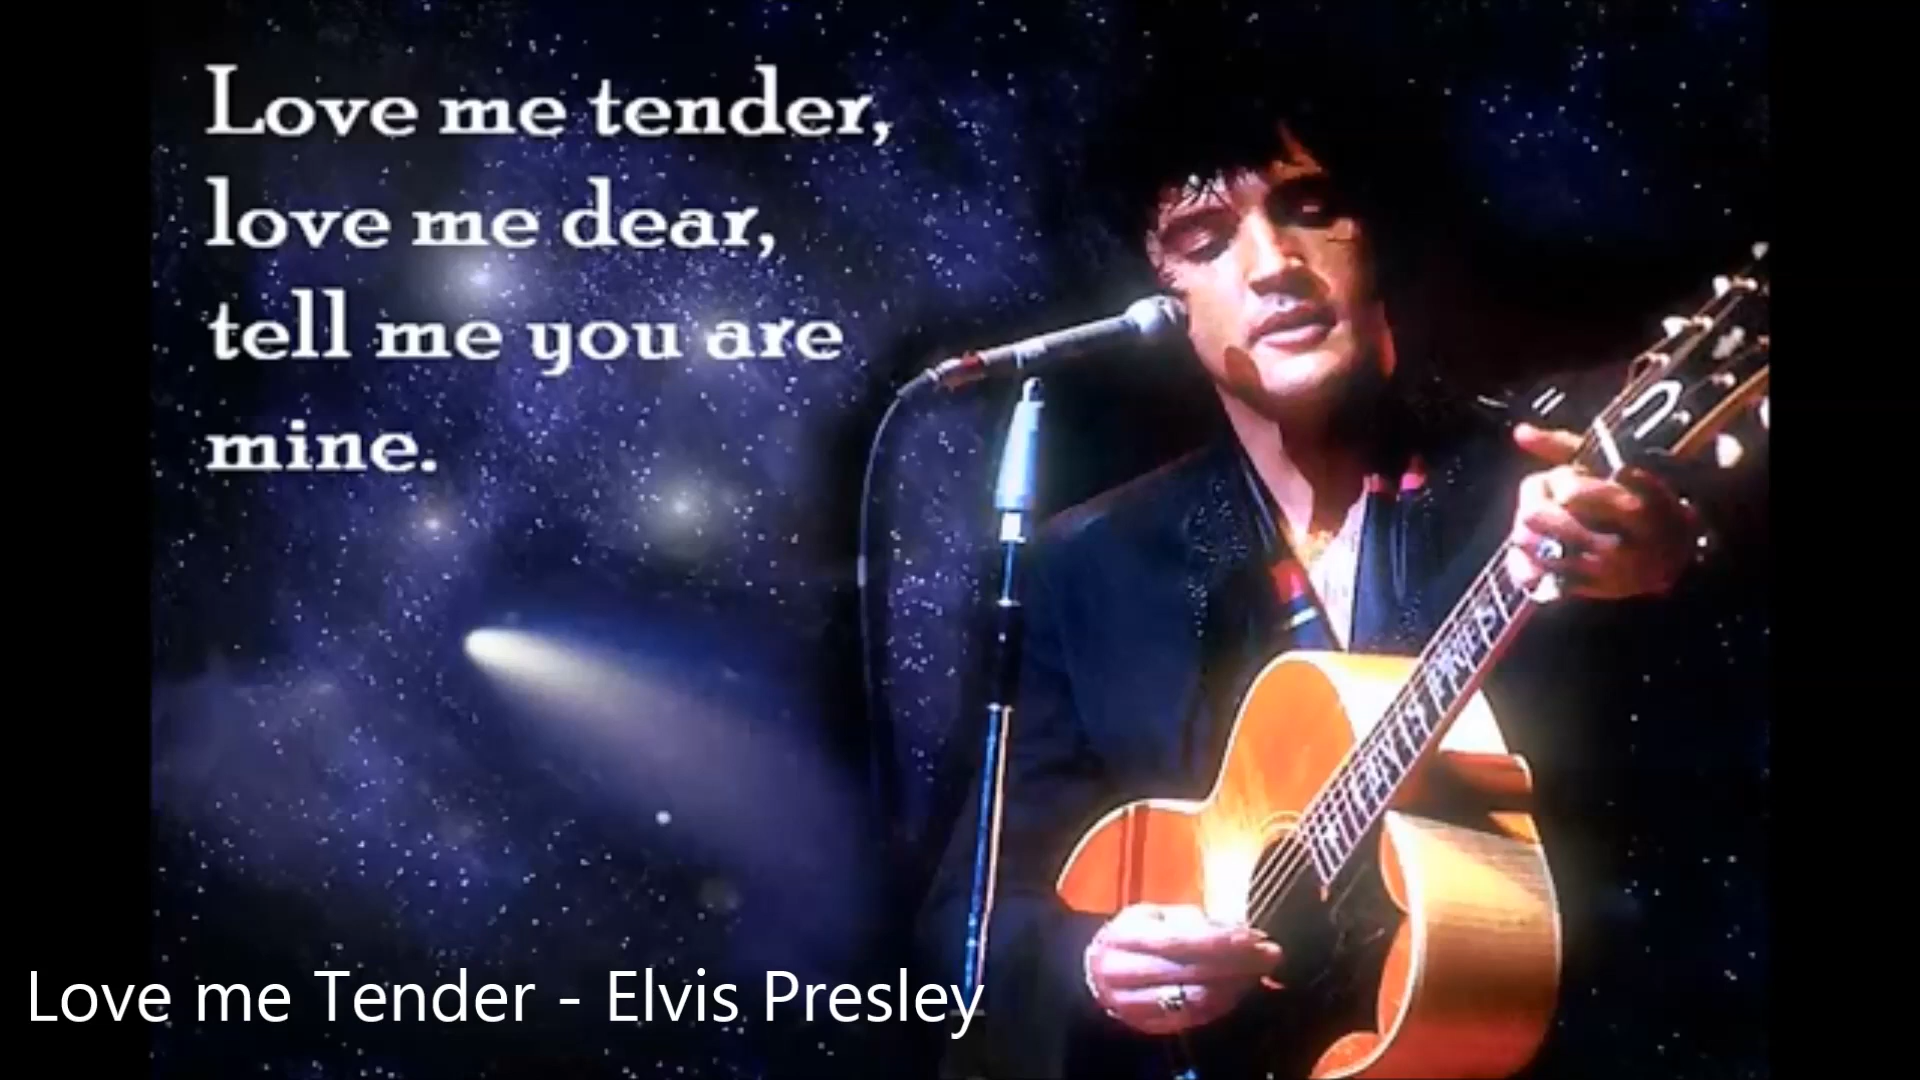 Love me tender,
love me dear,
tell me you are
mine.
Love me Tender - Elvis Presley